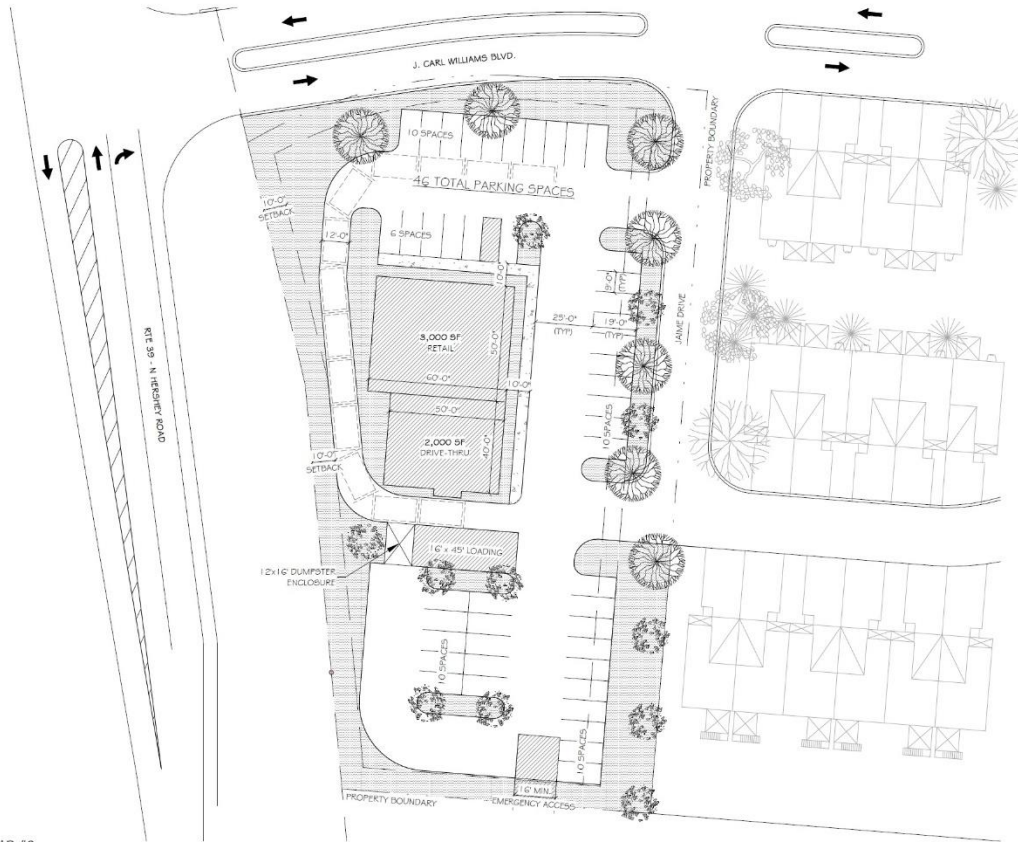 J. CARL WILLIAMS BLVD.
PROPERTY BOUNDARY
10 SPACES
46 TOTAL PARKING SPACES
10'-0"
SETBACK
12'-0"
6 SPACES
10'-0"
9'-0"
(TYP)
25'-0"
(TYP)
19'-0"
(TYP)
JAIME DRIVE
3,000 SF
RETAIL
50'-0"
60'-0"
10'-0"
50'-0"
2,000 SF
DRIVE-THRU
40'-0"
10 SPACES
RTE 39 - N HERSHEY ROAD
10'-0"
SETBACK
16' x 45' LOADING
12x16' DUMPSTER
ENCLOSURE
10 SPACES
10 SPACES
16' MIN.
PROPERTY BOUNDARY
EMERGENCY ACCESS